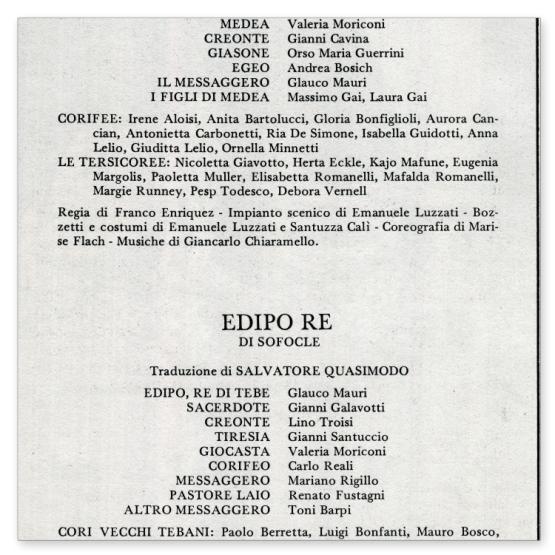 MEDEA Valeria Moriconi
CREONTE Gianni Cavina
GIASONE Orso Maria Guerrini
EGEO Andrea Bosich
IL MESSAGGERO Glauco Mauri
I FIGLI DI MEDEA Massimo Gai, Laura Gai
CORIFEE: Irene Aloisi, Anita Bartolucci, Gloria Bonfiglioli, Aurora Can-
cian, Antonietta Carbonetti, Ria De Simone, Isabella Guidotti, Anna
Lelio, Giuditta Lelio, Ornella Minnetti
LE TERSICOREE: Nicoletta Giavotto, Herta Eckle, Kajo Mafune, Eugenia
Margolis, Paoletta Muller, Elisabetta Romanelli, Mafalda Romanelli,
Margie Runney, Pesp Todesco, Debora Vernell
Regia di Franco Enriquez - Impianto scenico di Emanuele Luzzati - Boz-
zetti e costumi di Emanuele Luzzati e Santuzza Calì - Coreografia di Mari-
se Flach - Musiche di Giancarlo Chiaramello.
EDIPO RE
DI SOFOCLE
Traduzione di SALVATORE QUASIMODO
EDIPO, RE DI TEBE Glauco Mauri
SACERDOTE Gianni Galavotti
CREONTE Lino Troisi
TIRESIA Gianni Santuccio
GIOCASTA Valeria Moriconi
CORIFEO Carlo Reali
MESSAGGERO Mariano Rigillo
PASTORE LAIO Renato Fustagni
ALTRO MESSAGGERO Toni Barpi
CORI VECCHI TEBANI: Paolo Berretta, Luigi Bonfanti, Mauro Bosco,